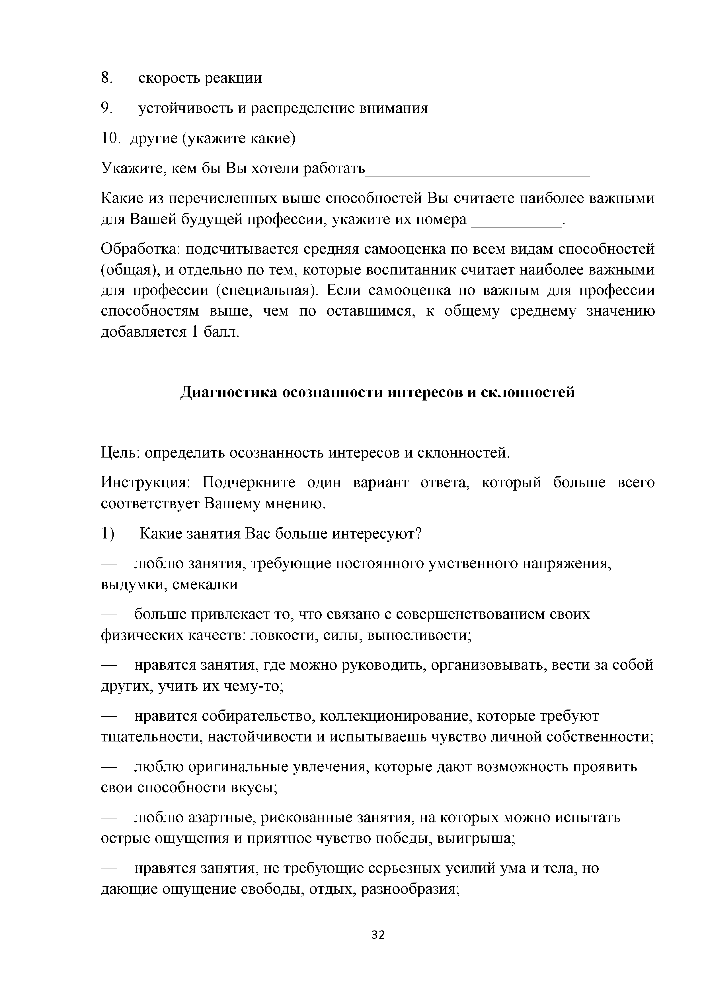 8. скорость реакции
9. устойчивость и распределение внимания
10. другие (укажите какие)
Укажите, кем бы Вы хотели работать___________________________
Какие из перечисленных выше способностей Вы считаете наиболее важными
для Вашей будущей профессии, укажите их номера ___________.
Обработка: подсчитывается средняя самооценка по всем видам способностей
(общая), и отдельно по тем, которые воспитанник считает наиболее важными
для профессии (специальная). Если самооценка по важным для профессии
способностям выше, чем по оставшимся, к общему среднему значению
добавляется 1 балл.
Диагностика осознанности интересов и склонностей
Цель: определить осознанность интересов и склонностей.
Инструкция: Подчеркните один вариант ответа, который больше всего
соответствует Вашему мнению.
1) Какие занятия Вас больше интересуют?
— люблю занятия, требующие постоянного умственного напряжения,
выдумки, смекалки
— больше привлекает то, что связано с совершенствованием своих
физических качеств: ловкости, силы, выносливости;
— нравятся занятия, где можно руководить, организовывать, вести за собой
других, учить их чему-то;
— нравится собирательство, коллекционирование, которые требуют
тщательности, настойчивости и испытываешь чувство личной собственности;
— люблю оригинальные увлечения, которые дают возможность проявить
свои способности вкусы;
— люблю азартные, рискованные занятия, на которых можно испытать
острые ощущения и приятное чувство победы, выигрыша;
— нравятся занятия, не требующие серьезных усилий ума и тела, но
дающие ощущение свободы, отдых, разнообразия;
32